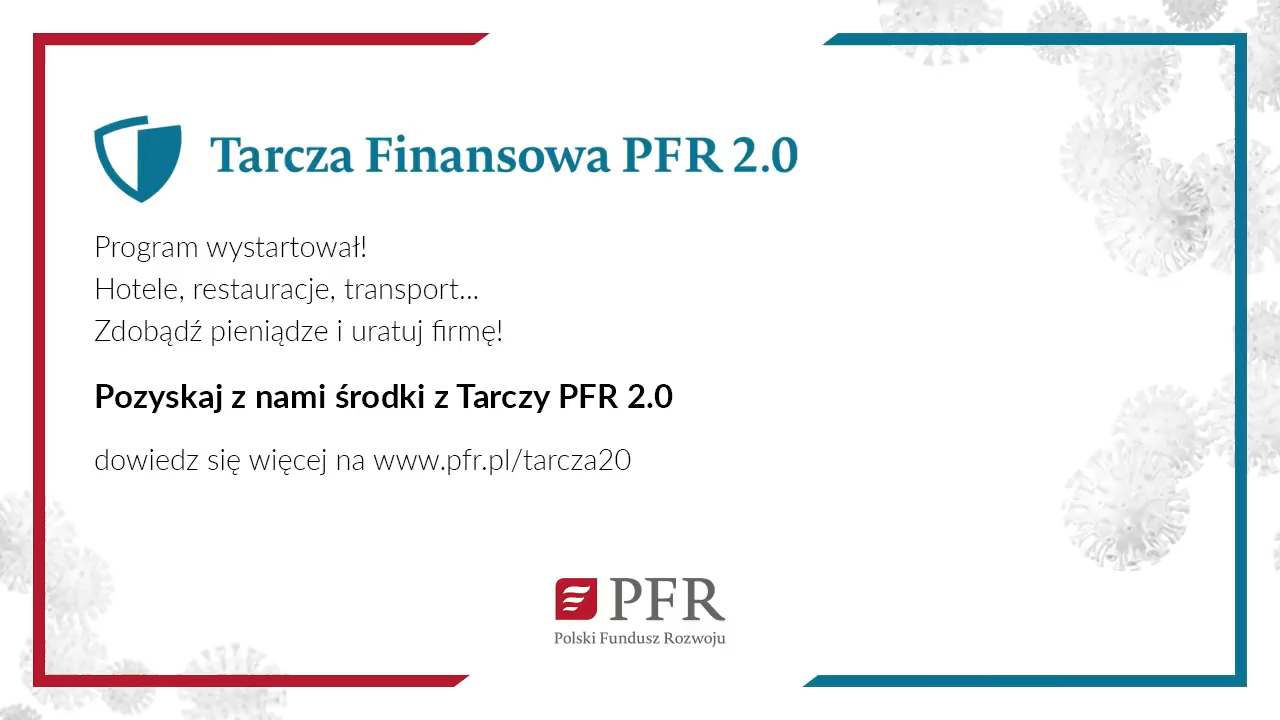 Tarcza Finansowa PFR 2.0
Program wystartował!
Hotele, restauracje, transport...
Zdobądź pieniądze i uratuj firmę!
Pozyskaj z nami środki z Tarczy PFR 2.0
dowiedz się więcej na www.pfr.pl/tarcza20
PFR
Polski Fundusz Rozwoju